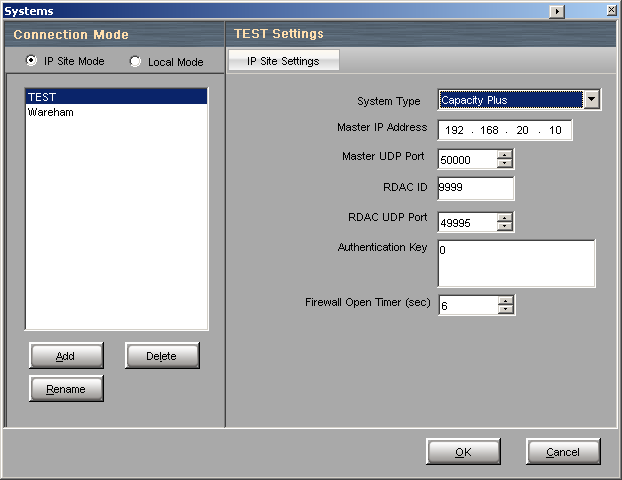 Systems
Connection Mode
IP Site Mode
Local Mode
TEST
Wareham
Add
Delete
Rename
TEST Settings
IP Site Settings
System Type
Capacity Plus
Master IP Address
192 . 168 . 20 . 10
Master UDP Port
50000
RDAC ID
9999
RDAC UDP Port
49995
Authentication Key
0
Firewall Open Timer (sec)
6
OK
Cancel